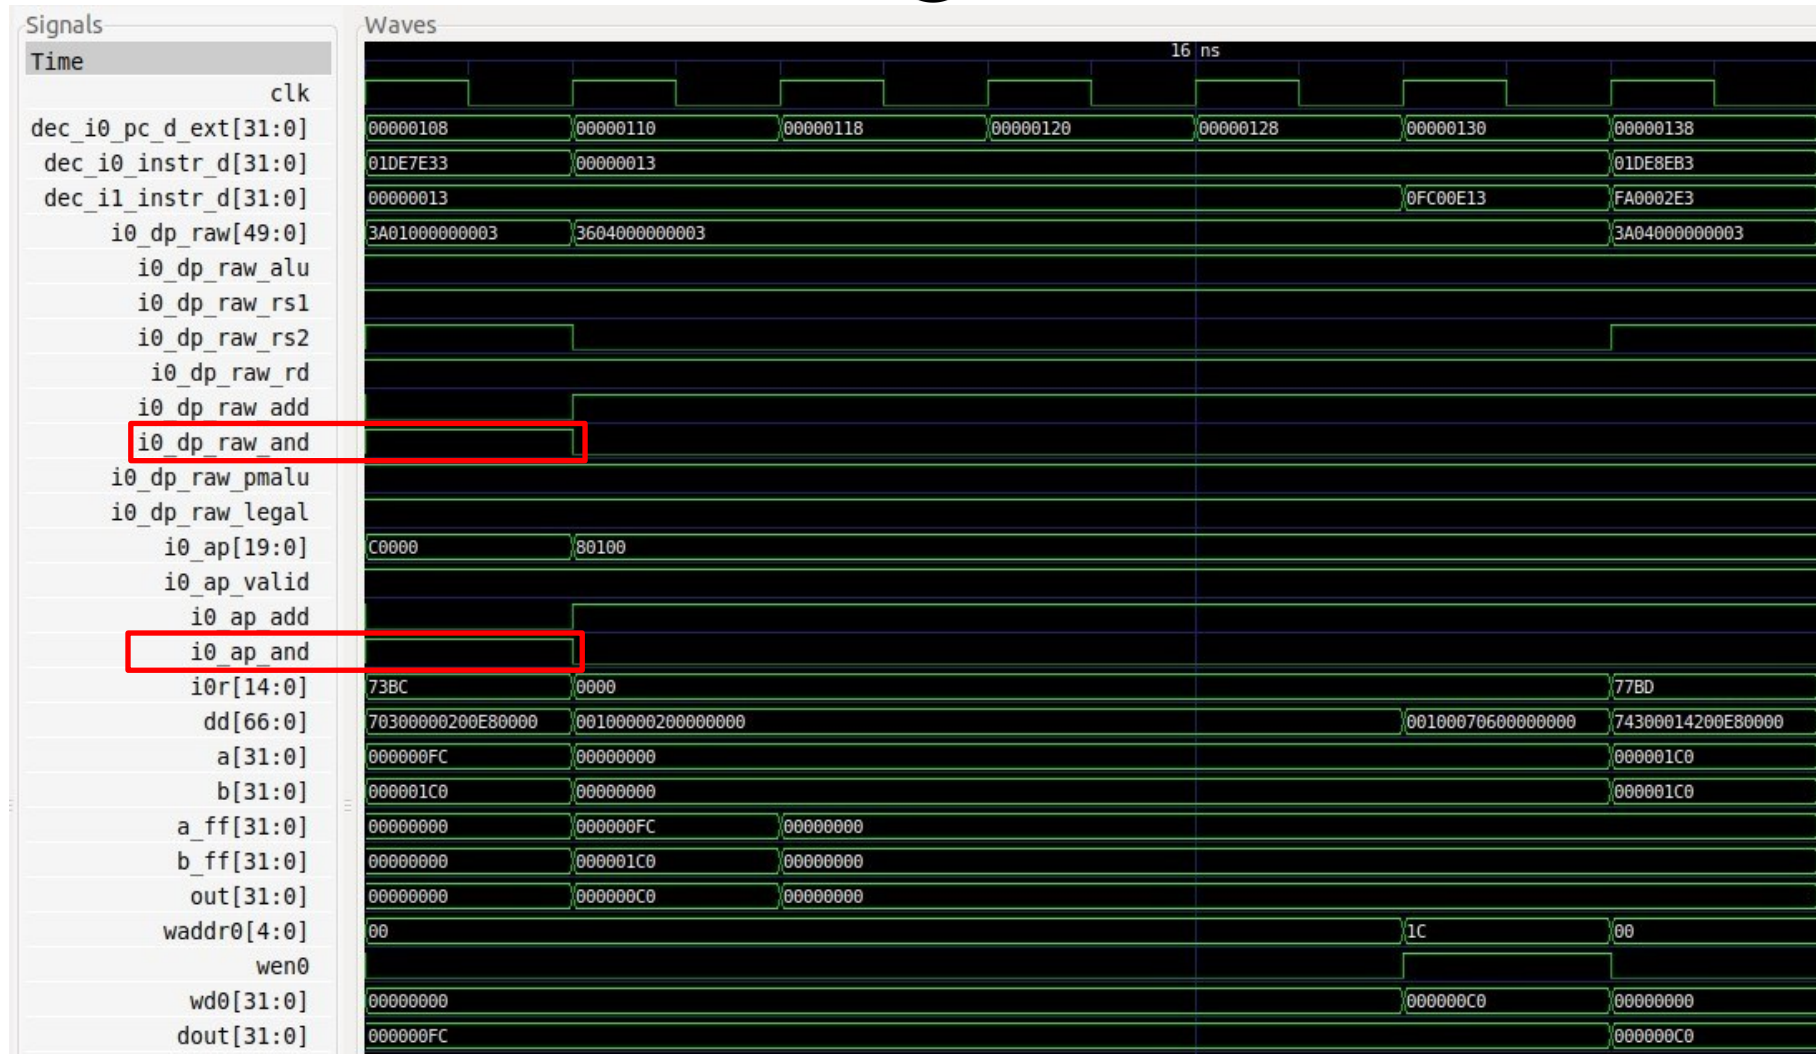 Signals Waves
Time 16 ns
clk
dec_i0_pc_d_ext[31:0] 00000108 00000110 00000118 00000120 00000128 00000130 00000138
dec_i0_instr_d[31:0] 01DE7E33 00000013 01DE8EB3
dec_i1_instr_d[31:0] 00000013 0FC00E13 FA0002E3
i0_dp_raw[49:0] 3A01000000003 3604000000003 3A04000000003
i0_dp_raw_alu
i0_dp_raw_rs1
i0_dp_raw_rs2
i0_dp_raw_rd
i0_dp_raw_add
i0_dp_raw_and
i0_dp_raw_pmalu
i0_dp_raw_legal
i0_ap[19:0] C0000 80100
i0_ap_valid
i0_ap_add
i0_ap_and
i0r[14:0] 73BC 0000 77BD
dd[66:0] 70300000200E80000 00100000200000000 00100070600000000 74300014200E80000
a[31:0] 000000FC 00000000 000001C0
b[31:0] 000001C0 00000000 000001C0
a_ff[31:0] 00000000 000000FC 00000000
b_ff[31:0] 00000000 000001C0 00000000
out[31:0] 00000000 000000C0 00000000
waddr0[4:0] 00 1C 00
wen0
wd0[31:0] 00000000 000000C0 00000000
dout[31:0] 000000FC 000000C0